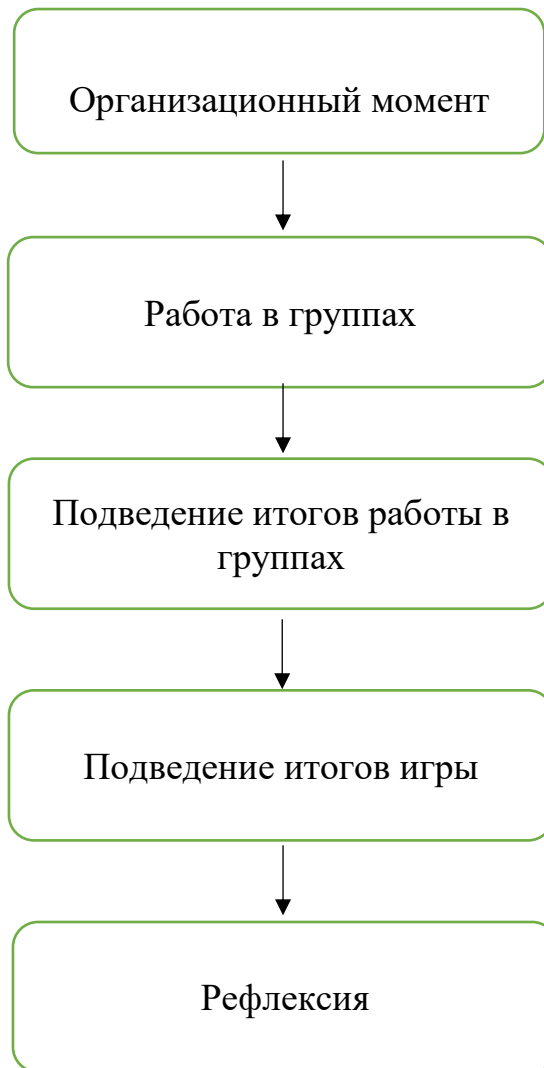 Организационный момент
Работа в группах
Подведение итогов работы в
группах
Подведение итогов игры
Рефлексия